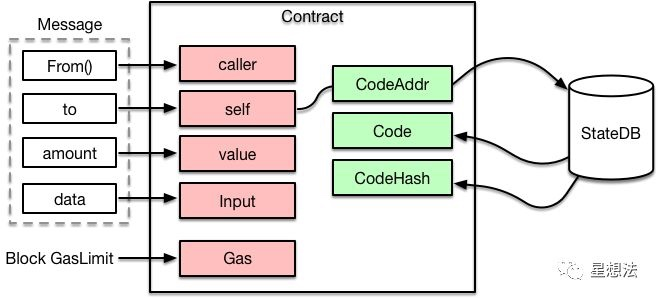 Message
Contract
From()
caller
to
self
CodeAddr
amount
value
Code
StateDB
data
Input
CodeHash
Block GasLimit
Gas
星想法